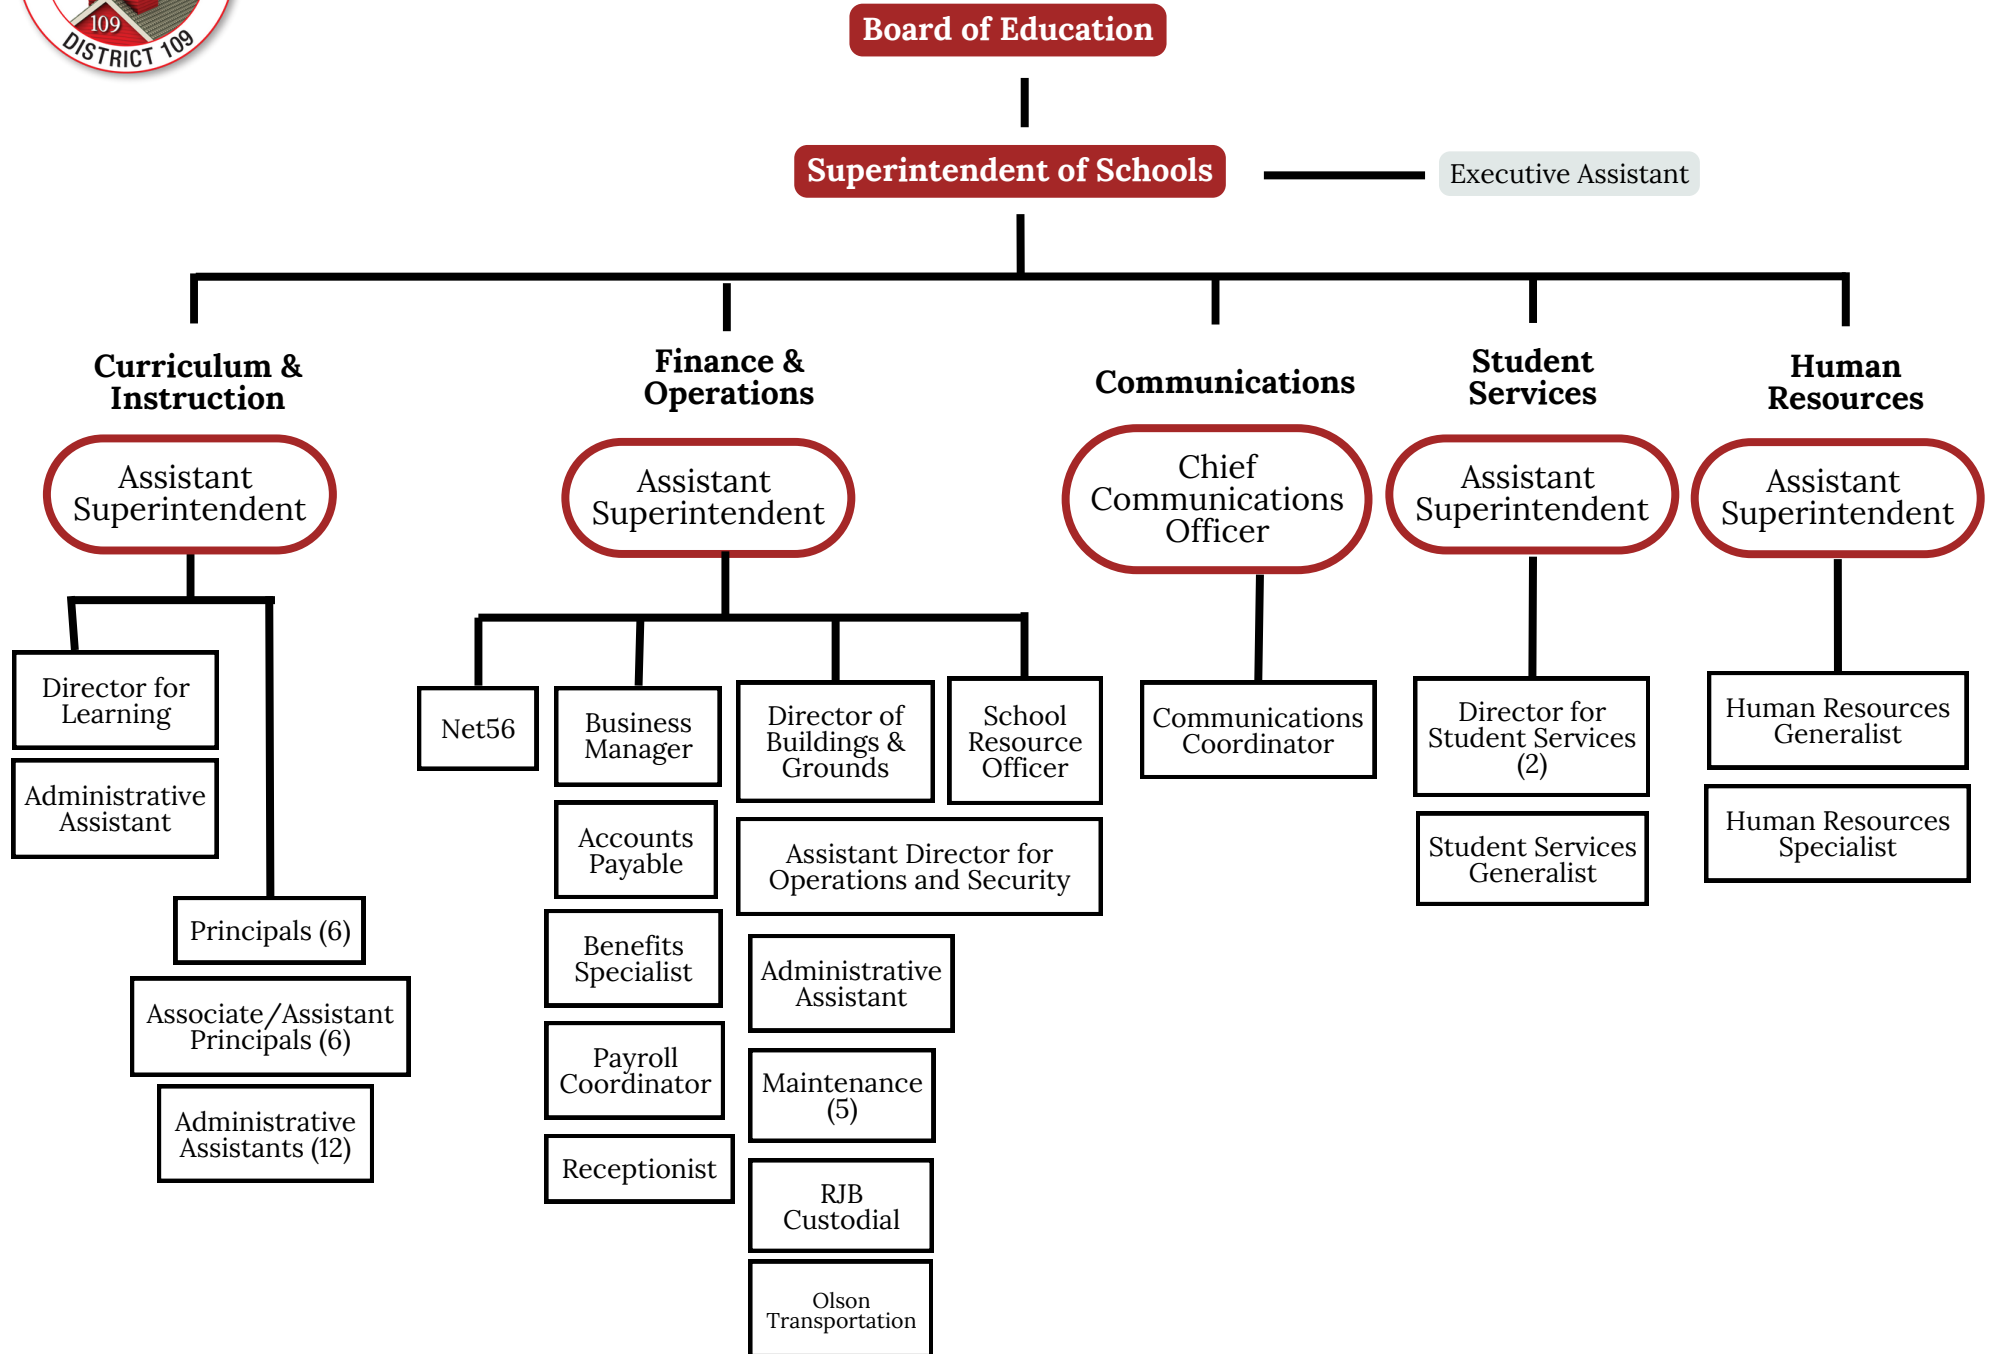 109
DISTRICT 109
Board of Education
Superintendent of Schools
Executive Assistant
Curriculum &
Instruction
Assistant
Superintendent
Director for
Learning
Administrative
Assistant
Principals (6)
Associate/Assistant
Principals (6)
Administrative
Assistants (12)
Finance &
Operations
Assistant
Superintendent
Net56
Business
Manager
Accounts
Payable
Benefits
Specialist
Payroll
Coordinator
Receptionist
Director of
Buildings &
Grounds
School
Resource
Officer
Assistant Director for
Operations and Security
Administrative
Assistant
Maintenance
(5)
RJB
Custodial
Olson
Transportation
Communications
Chief
Communications
Officer
Communications
Coordinator
Student
Services
Assistant
Superintendent
Director for
Student Services
(2)
Student Services
Generalist
Human
Resources
Assistant
Superintendent
Human Resources
Generalist
Human Resources
Specialist